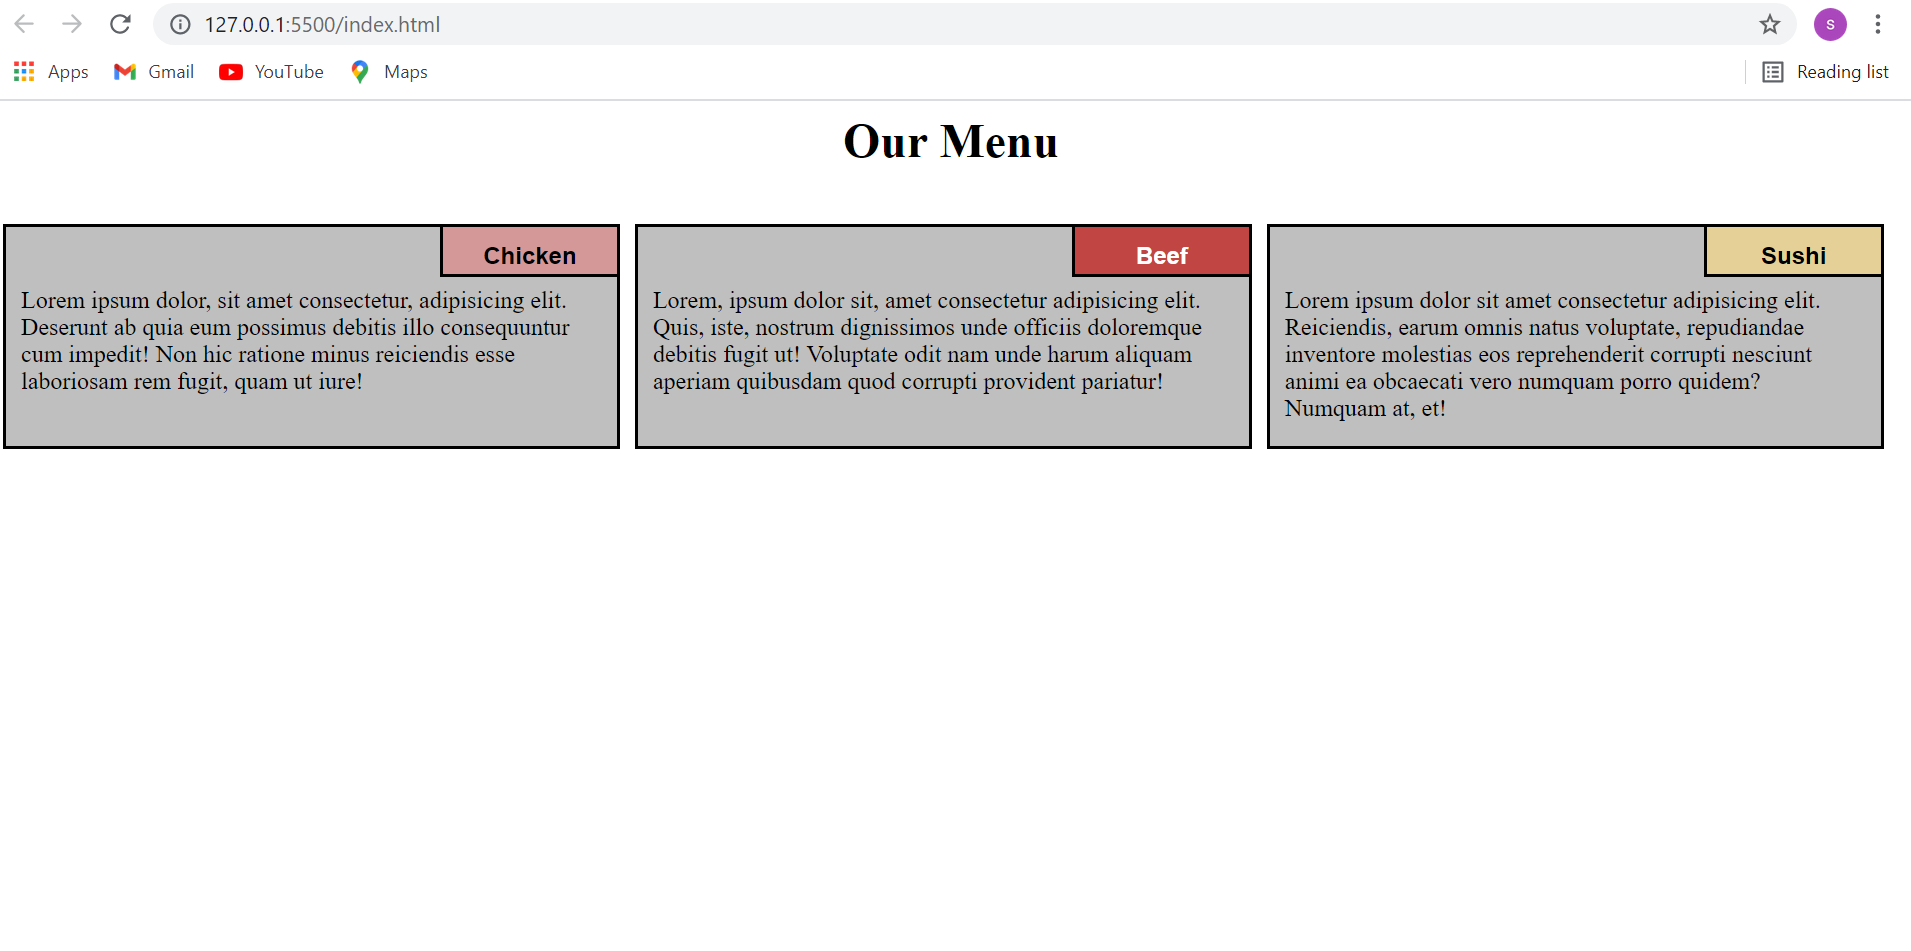 127.0.0.1:5500/index.html
S
Apps Gmail YouTube Maps Reading list
Our Menu
Chicken
Lorem ipsum dolor, sit amet consectetur, adipisicing elit.
Deserunt ab quia eum possimus debitis illo consequuntur
cum impedit! Non hic ratione minus reiciendis esse
laboriosam rem fugit, quam ut iure!
Beef
Lorem, ipsum dolor sit, amet consectetur adipisicing elit.
Quis, iste, nostrum dignissimos unde officiis doloremque
debitis fugit ut! Voluptate odit nam unde harum aliquam
aperiam quibusdam quod corrupti provident pariatur!
Sushi
Lorem ipsum dolor sit amet consectetur adipisicing elit.
Reiciendis, earum omnis natus voluptate, repudiandae
inventore molestias eos reprehenderit corrupti nesciunt
animi ea obcaecati vero numquam porro quidem?
Numquam at, et!